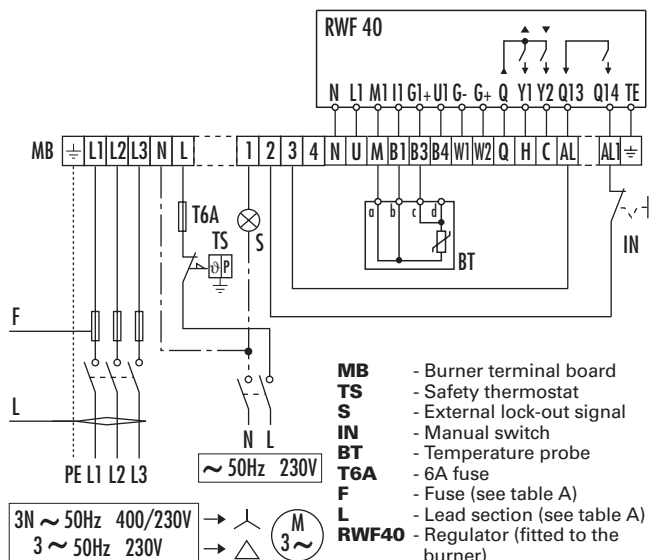 RWF 40
N L1 M1 I1 G1+ U1 G- G+ Q Y1 Y2 Q13 Q14 TE
MB L1 L2 L3 N L 1 2 3 4 N U M B1 B3 B4 W1 W2 Q H C AL AL1
a b c d
T6A
TS
S
ϑ P
BT
IN
F
L
N L
~ 50Hz 230V
PE L1 L2 L3
3N ~ 50Hz 400/230V
3 ~ 50Hz 230V
M
3~
MB - Burner terminal board
TS - Safety thermostat
S - External lock-out signal
IN - Manual switch
BT - Temperature probe
T6A - 6A fuse
F - Fuse (see table A)
L - Lead section (see table A)
RWF40 - Regulator (fitted to the
burner)